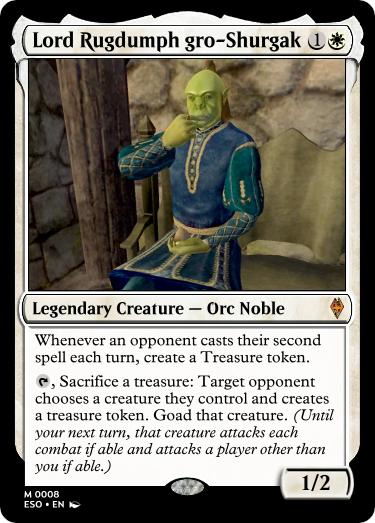 Lord Rugdumph gro-Shurgak 1
Legendary Creature — Orc Noble
Whenever an opponent casts their second
spell each turn, create a Treasure token.
, Sacrifice a treasure: Target opponent
chooses a creature they control and creates
a treasure token. Goad that creature. (Until
your next turn, that creature attacks each
combat if able and attacks a player other than
you if able.)
1/2
M 0008
ESO • EN